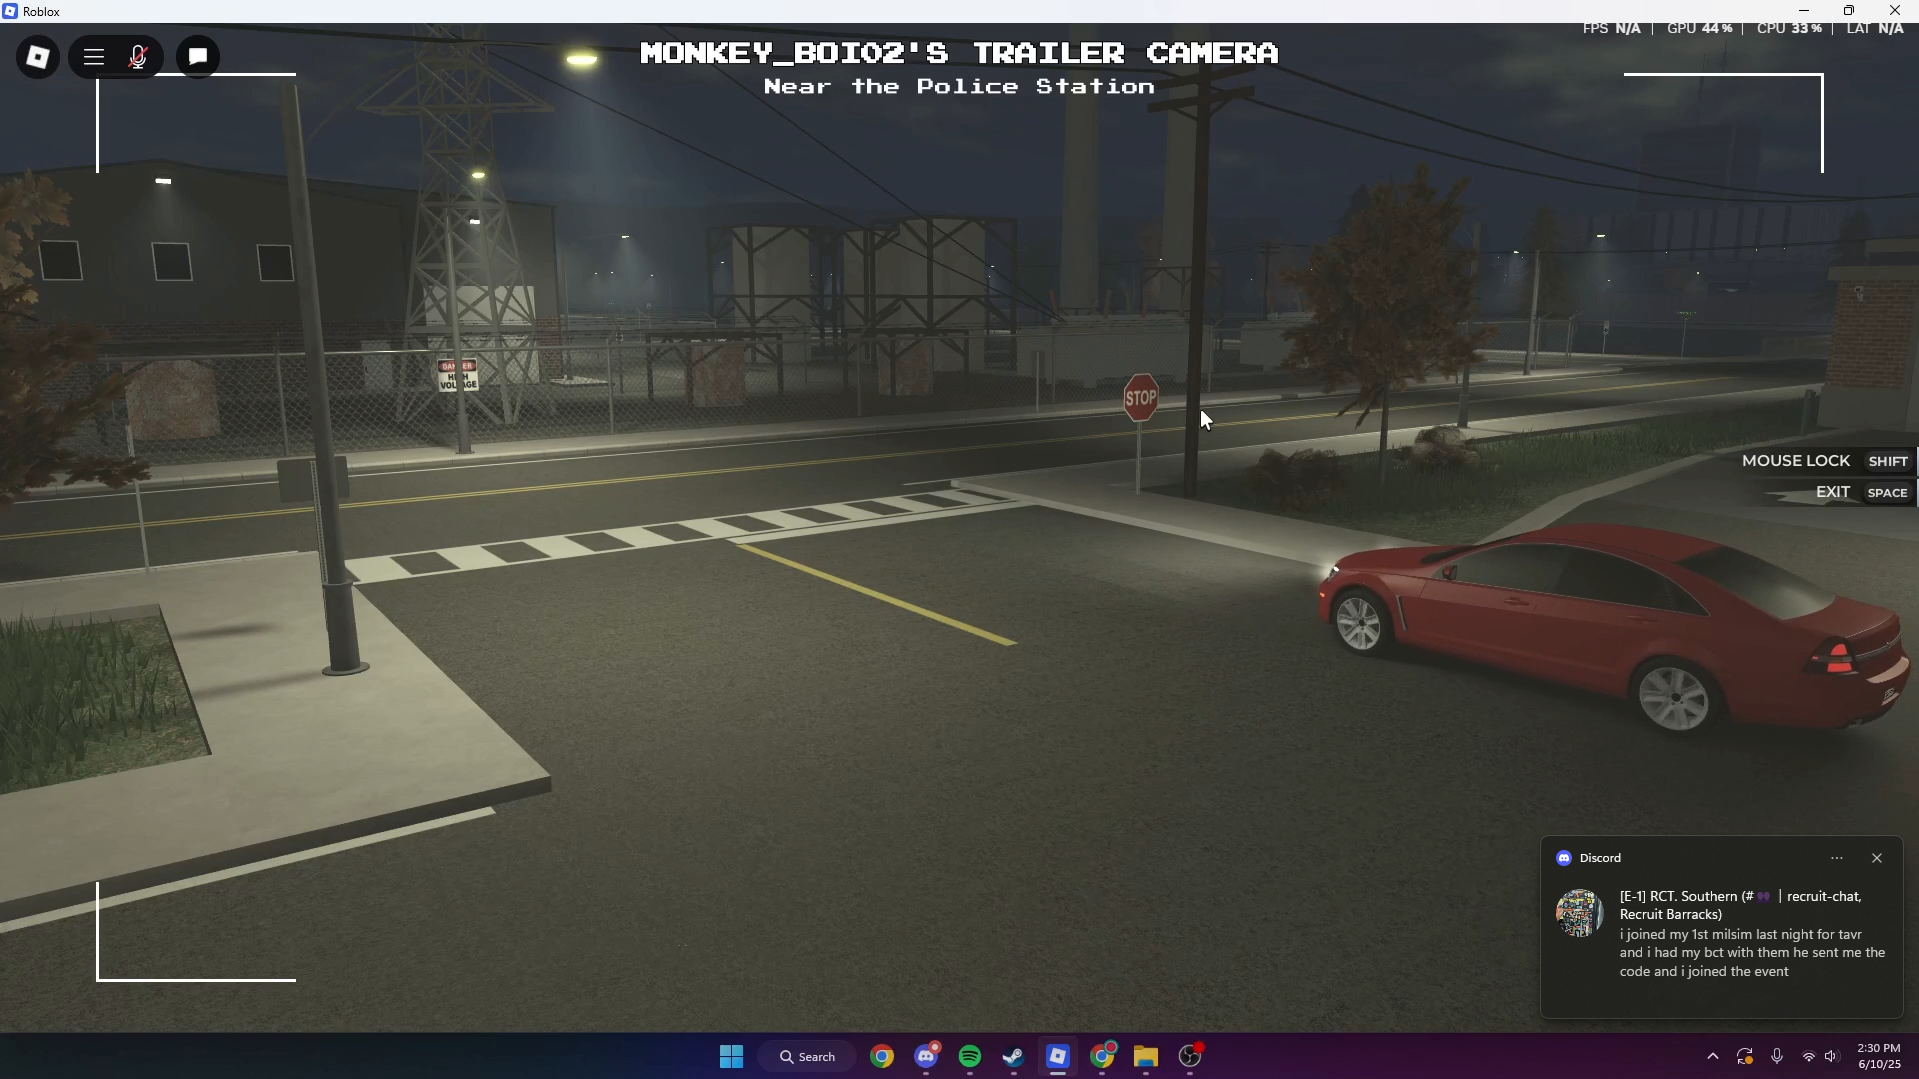 Roblox
FPS N/A | GPU 44% | CPU 33% | LAT N/A
MONKEY_BOI02'S TRAILER CAMERA
Near the Police Station
DANGER
HIGH
VOLTAGE
STOP
MOUSE LOCK SHIFT
EXIT SPACE
Discord
[E-1] RCT. Southern (# | recruit-chat,
Recruit Barracks)
i joined my 1st milsim last night for tavr
and i had my bct with them he sent me the
code and i joined the event
Search
2:30 PM
6/10/25